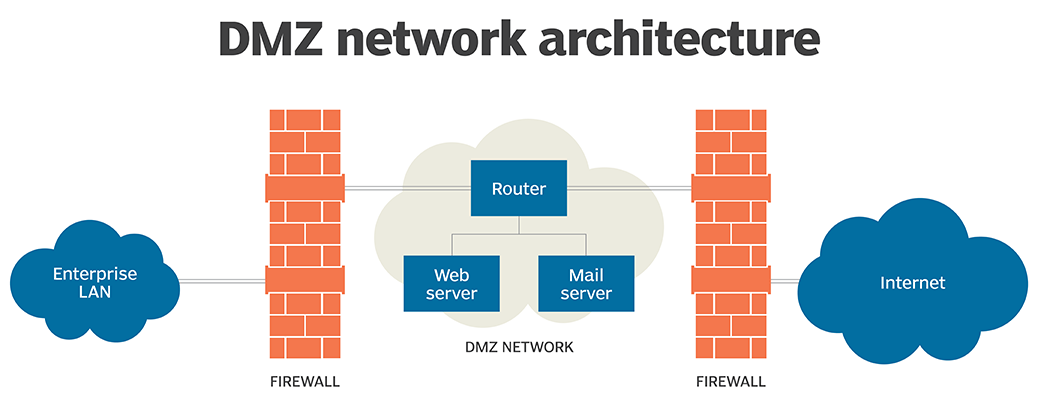 DMZ network architecture
Router
Enterprise
LAN
Web
server
Mail
server
Internet
DMZ NETWORK
FIREWALL
FIREWALL